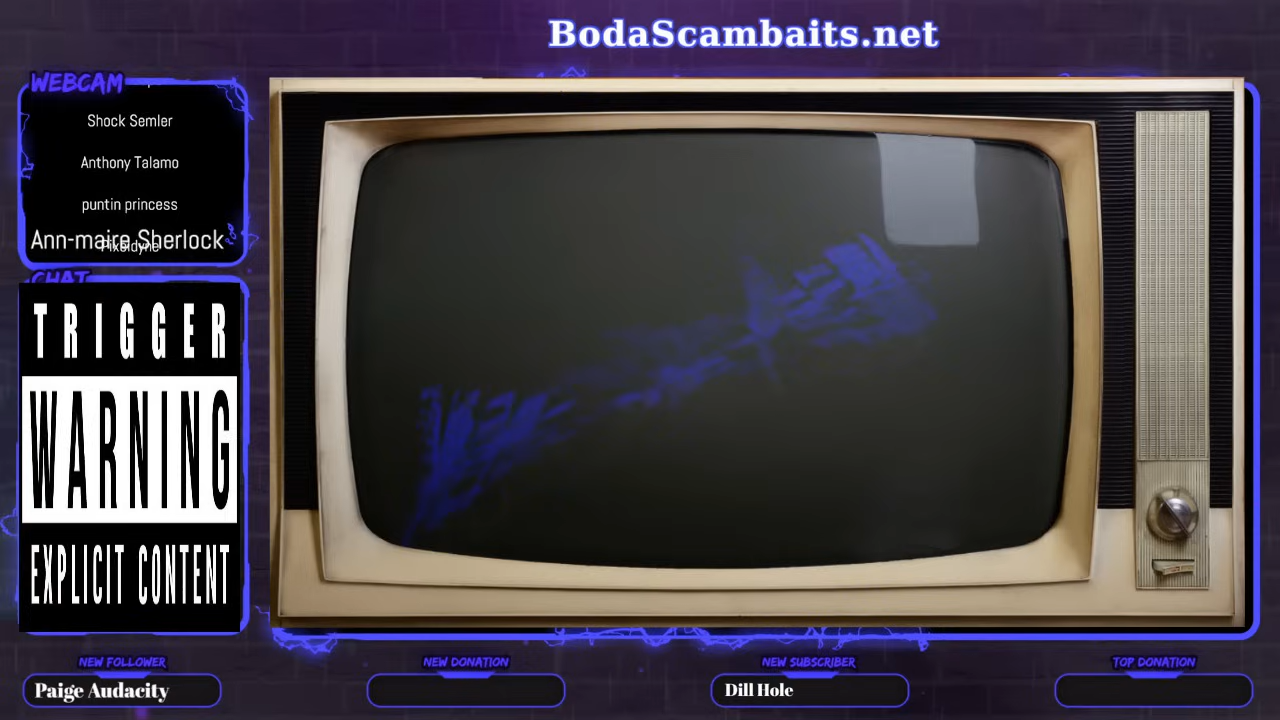 BodaScambaits.net
WEBCAM
Shock Semler
Anthony Talamo
puntin princess
Ann-maire Sherlock
CHAT
TRIGGER
WARNING
EXPLICIT CONTENT
NEW FOLLOWER
NEW DONATION
NEW SUBSCRIBER
TOP DONATION
Paige Audacity
Dill Hole